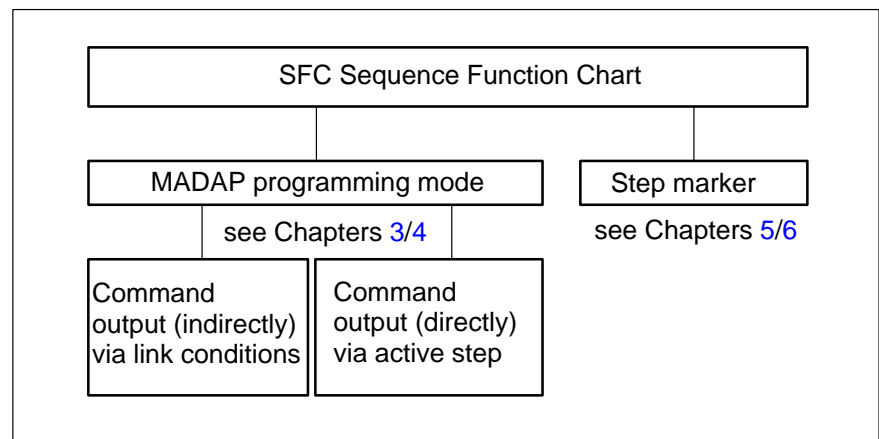 SFC Sequence Function Chart
MADAP programming mode
Step marker
see Chapters 3/4
see Chapters 5/6
Command
output (indirectly)
via link conditions
Command
output (directly)
via active step